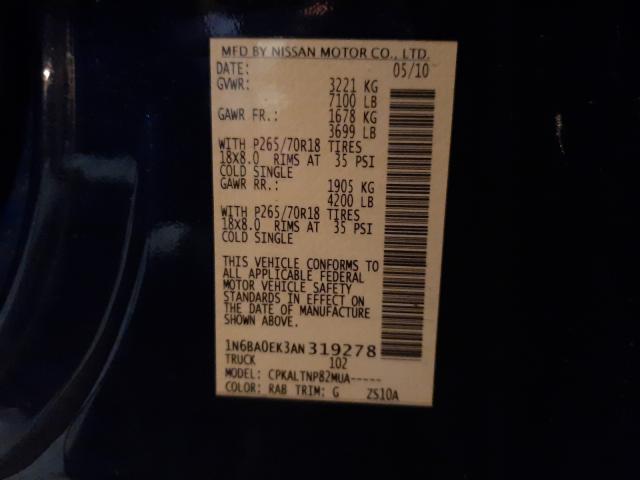 MFD BY NISSAN MOTOR CO., LTD.
DATE: 05/10
GVWR: 3221 KG
7100 LB
GAWR FR.: 1678 KG
3699 LB
WITH P265/70R18 TIRES
18X8.0 RIMS AT 35 PSI
COLD SINGLE
GAWR RR.: 1905 KG
4200 LB
WITH P265/70R18 TIRES
18X8.0 RIMS AT 35 PSI
COLD SINGLE
THIS VEHICLE CONFORMS TO
ALL APPLICABLE FEDERAL
MOTOR VEHICLE SAFETY
STANDARDS IN EFFECT ON
THE DATE OF MANUFACTURE
SHOWN ABOVE.
1N6BA0EK3AN319278
TRUCK 102
MODEL: CPKALTNP82MUA-----
COLOR: RAB TRIM: G ZS10A